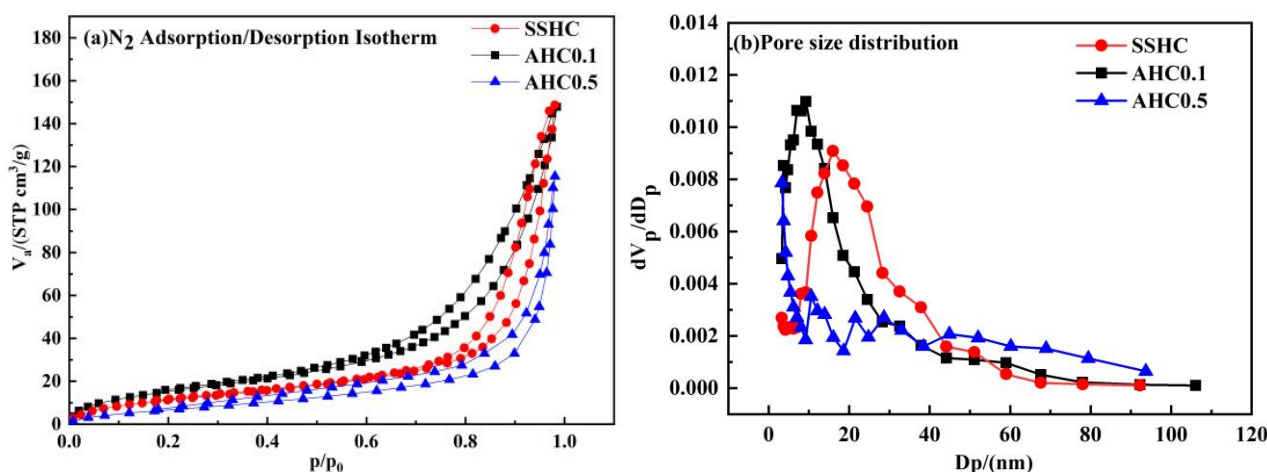 (a)N2 Adsorption/Desorption Isotherm
SSHC
AHC0.1
AHC0.5
180
160
140
120
100
80
60
40
20
0
Va/(STP cm3/g)
0.0 0.2 0.4 0.6 0.8 1.0
p/p0
(b)Pore size distribution
SSHC
AHC0.1
AHC0.5
0.014
0.012
0.010
0.008
0.006
0.004
0.002
0.000
dVp/dDp
0 20 40 60 80 100 120
Dp/(nm)